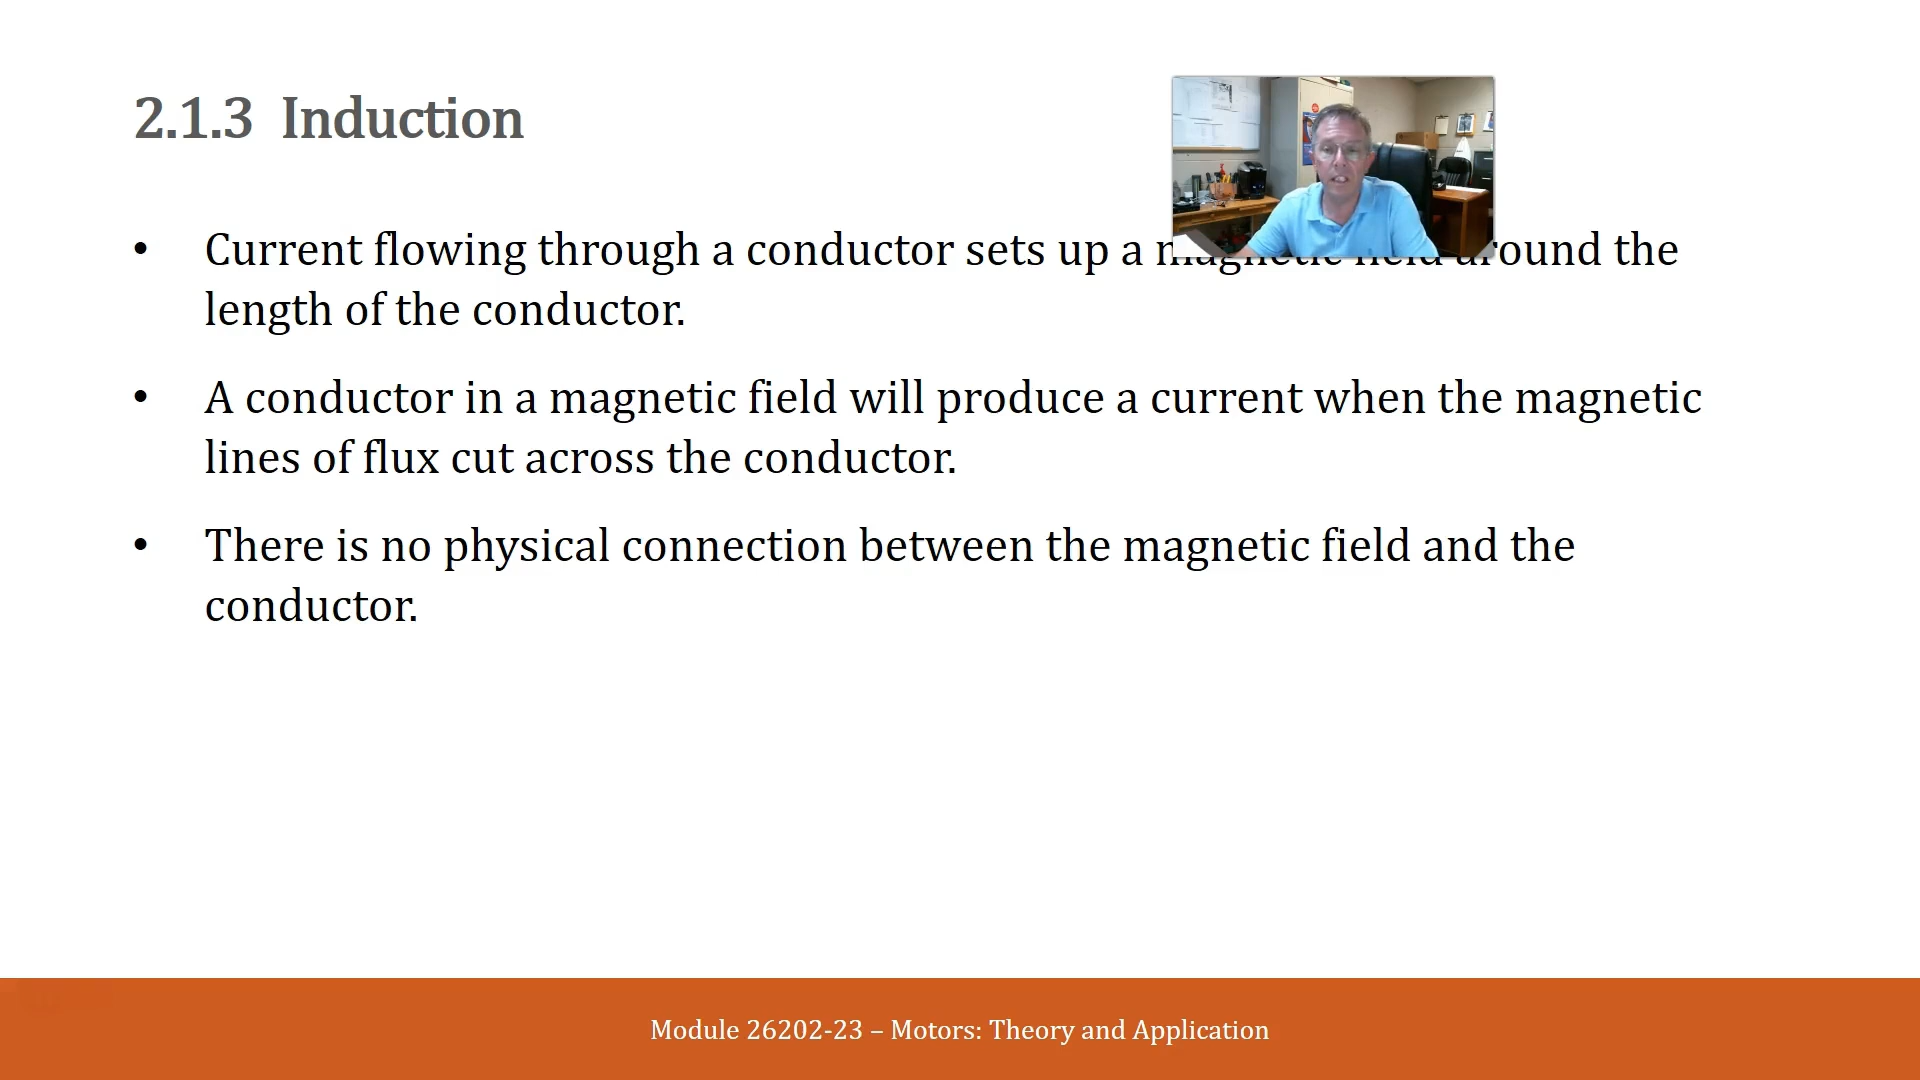 2.1.3 Induction
• Current flowing through a conductor sets up a magnetic field around the
length of the conductor.
• A conductor in a magnetic field will produce a current when the magnetic
lines of flux cut across the conductor.
• There is no physical connection between the magnetic field and the
conductor.
Module 26202-23 – Motors: Theory and Application